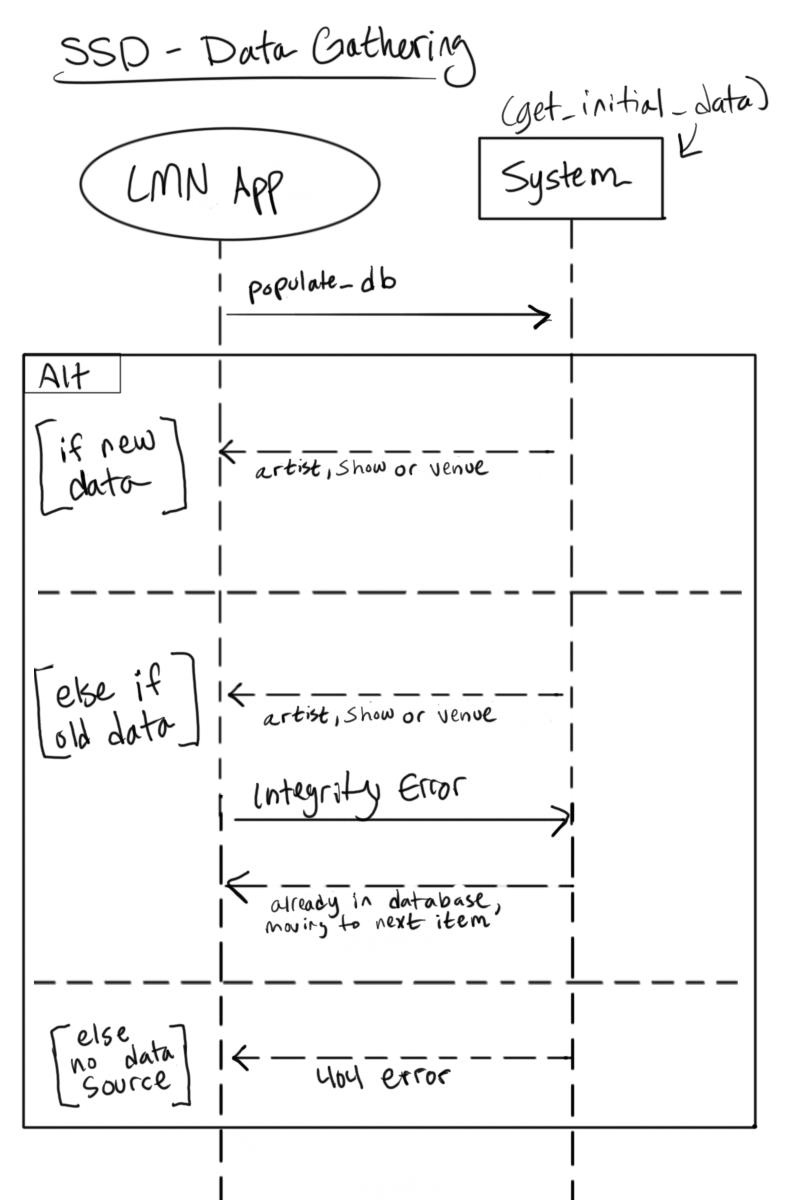 SSD - Data Gathering
(get_initial_data)
LMN App
System
populate_db
Alt
[if new
data]
artist, show or venue
[else if
old data]
artist, show or venue
Integrity Error
already in database,
moving to next item
[else
no data
source]
404 error